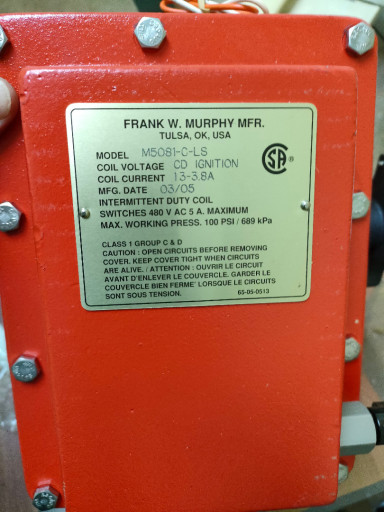 FRANK W. MURPHY MFR.
TULSA, OK, USA
MODEL M5081-C-LS
COIL VOLTAGE CD IGNITION
COIL CURRENT 13-3.8A
MFG. DATE 03/05
INTERMITTENT DUTY COIL
SWITCHES 480 V AC 5 A. MAXIMUM
MAX. WORKING PRESS. 100 PSI / 689 kPa
CLASS 1 GROUP C & D
CAUTION : OPEN CIRCUITS BEFORE REMOVING
COVER. KEEP COVER TIGHT WHEN CIRCUITS
ARE ALIVE. / ATTENTION : OUVRIR LE CIRCUIT
AVANT D'ENLEVER LE COUVERCLE. GARDER LE
COUVERCLE BIEN FERME' LORSQUE LE CIRCUITS
SONT SOUS TENSION. 65-05-0513